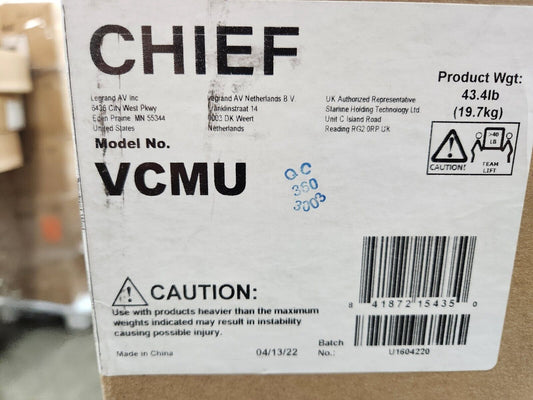 CHIEF
Legrand AV Inc
6436 City West Pkwy
Eden Prairie MN 55344
United States
Legrand AV Netherlands B.V.
Franklinstraat 14
6003 DK Weert
Netherlands
UK Authorized Representative
Starline Holding Technology Ltd
Unit C Island Road
Reading RG2 0RP UK
Product Wgt:
43.4lb
(19.7kg)
CAUTION!
>40
LB
TEAM
LIFT
Model No.
VCMU
QC
360
3003
CAUTION:
Use with products heavier than the maximum
weights indicated may result in instability
causing possible injury.
Made in China
04/13/22
8 41872 15435 0
Batch
No.:
U1604220